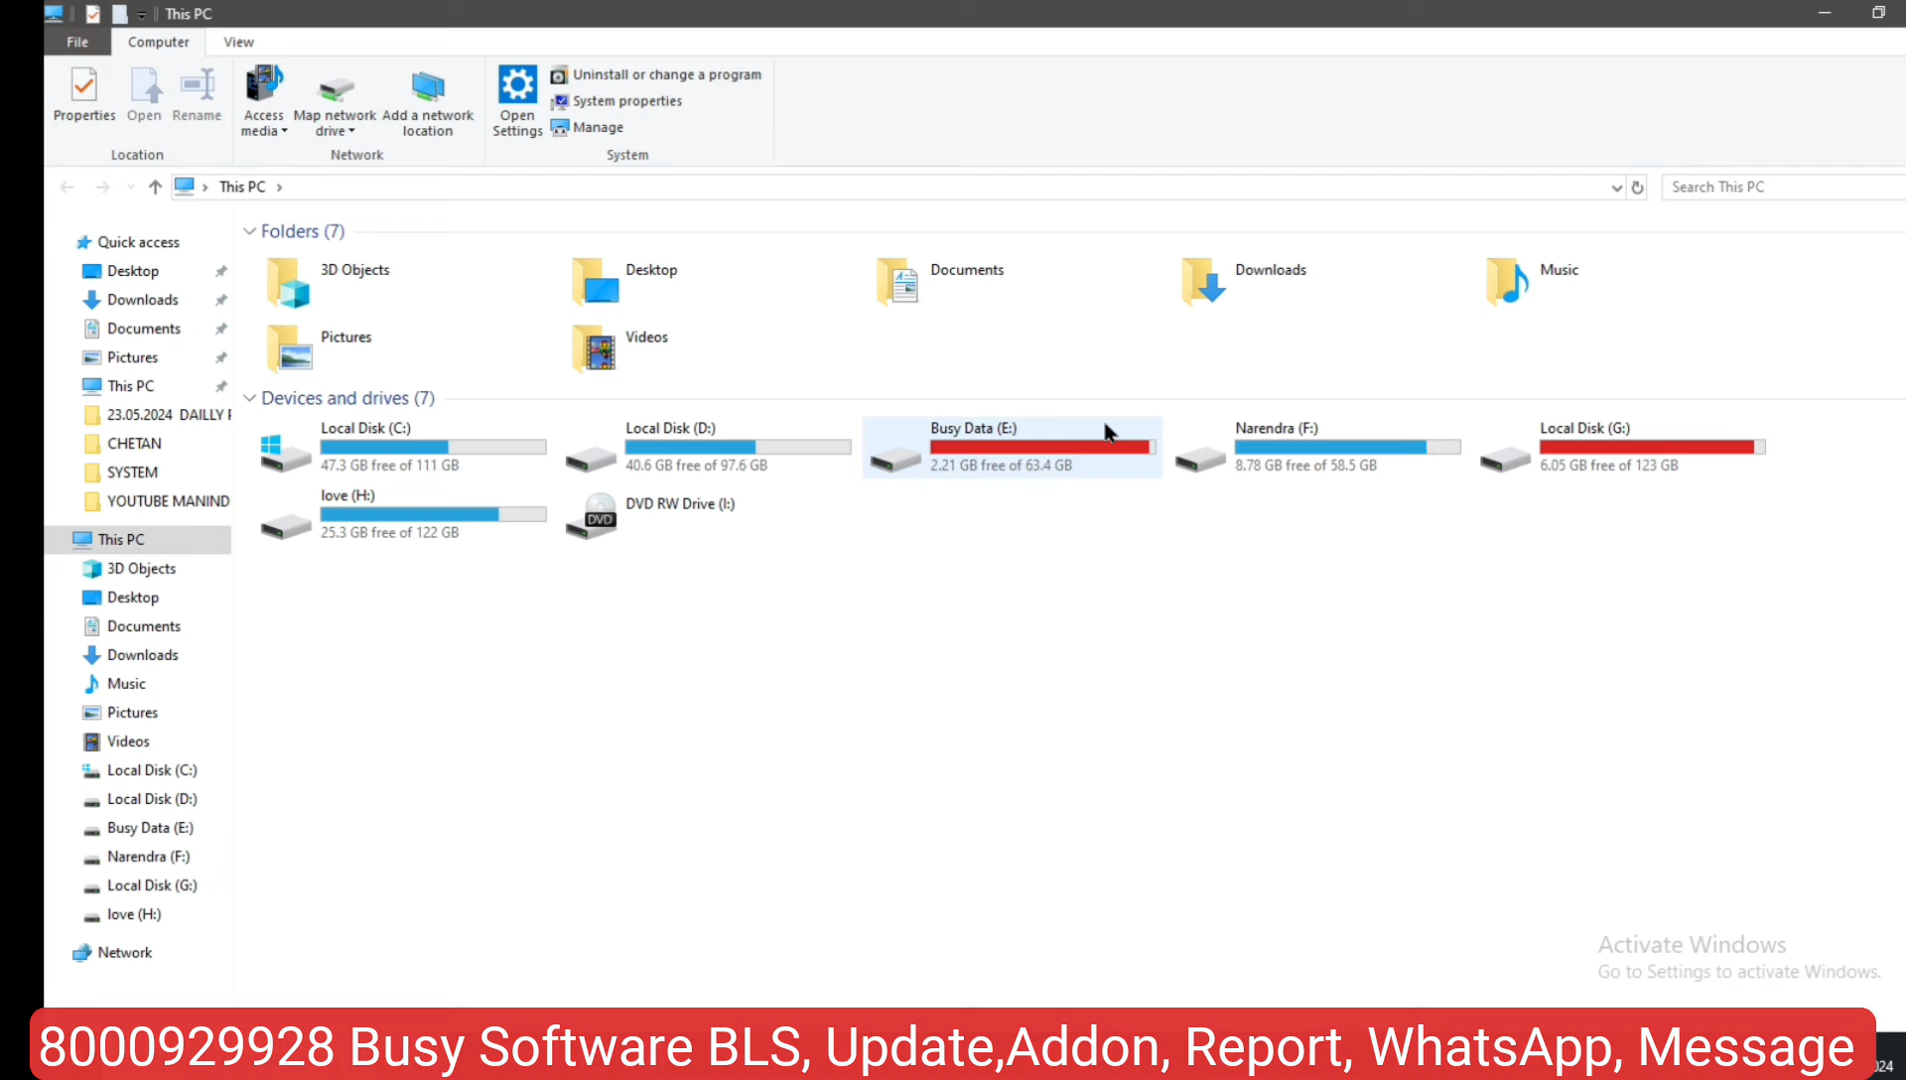 This PC
File Computer View
Properties Open Rename Access media Map network drive Add a network location Open Settings
Uninstall or change a program
System properties
Manage
Location Network System
This PC
Search This PC
Quick access
Desktop
Downloads
Documents
Pictures
This PC
23.05.2024 DAILLY
CHETAN
SYSTEM
YOUTUBE MANIND
This PC
3D Objects
Desktop
Documents
Downloads
Music
Pictures
Videos
Local Disk (C:)
Local Disk (D:)
Busy Data (E:)
Narendra (F:)
Local Disk (G:)
love (H:)
Network
Folders (7)
3D Objects Desktop Documents Downloads Music
Pictures Videos
Devices and drives (7)
Local Disk (C:)
47.3 GB free of 111 GB
Local Disk (D:)
40.6 GB free of 97.6 GB
Busy Data (E:)
2.21 GB free of 63.4 GB
Narendra (F:)
8.78 GB free of 58.5 GB
Local Disk (G:)
6.05 GB free of 123 GB
love (H:)
25.3 GB free of 122 GB
DVD RW Drive (I:)
DVD
Activate Windows
Go to Settings to activate Windows.
8000929928 Busy Software BLS, Update,Addon, Report, WhatsApp, Message